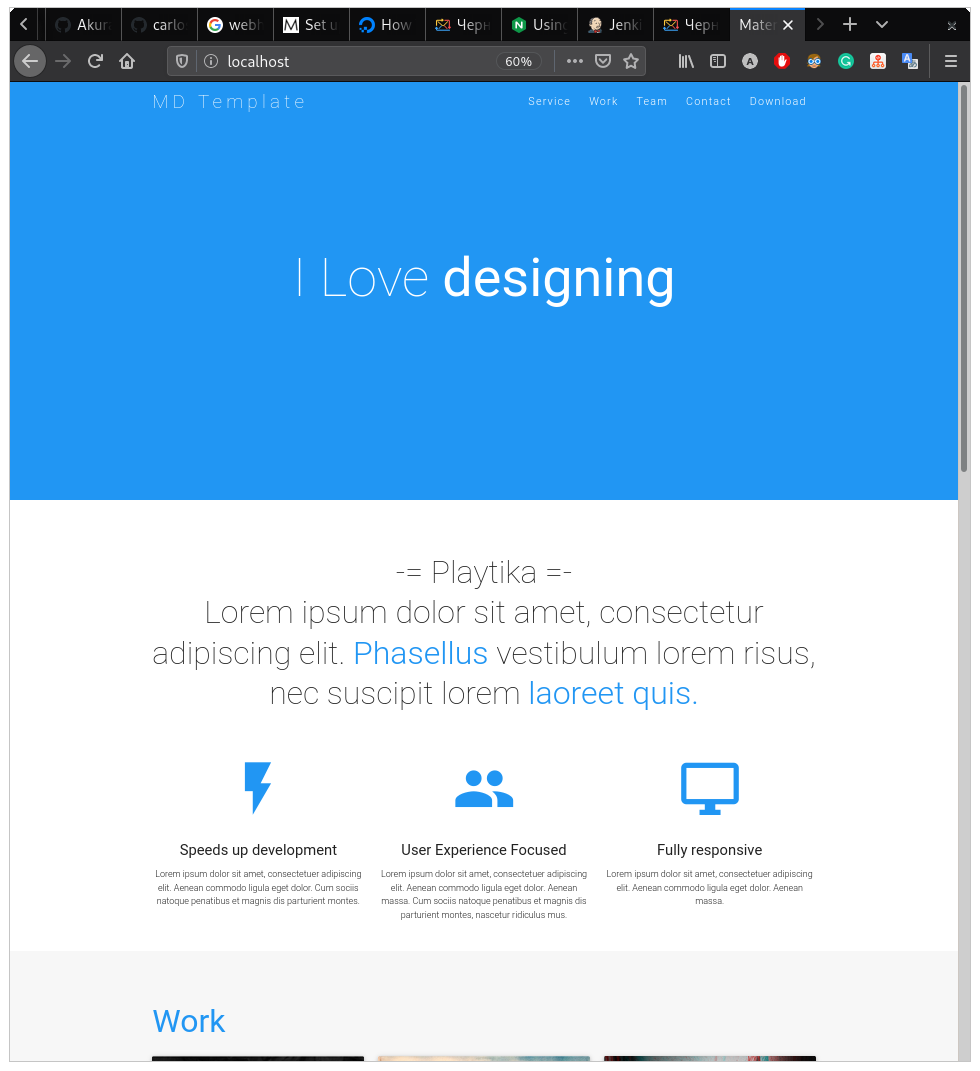 Akura
carlo
webh
Set u
How
Черн
Using
Jenki
Черн
Mater
localhost
60%
MD Template
Service Work Team Contact Download
I Love designing
-= Playtika =-
Lorem ipsum dolor sit amet, consectetur
adipiscing elit. Phasellus vestibulum lorem risus,
nec suscipit lorem laoreet quis.
Speeds up development
Lorem ipsum dolor sit amet, consectetuer adipiscing
elit. Aenean commodo ligula eget dolor. Cum sociis
natoque penatibus et magnis dis parturient montes.
User Experience Focused
Lorem ipsum dolor sit amet, consectetuer adipiscing
elit. Aenean commodo ligula eget dolor. Aenean
massa. Cum sociis natoque penatibus et magnis dis
parturient montes, nascetur ridiculus mus.
Fully responsive
Lorem ipsum dolor sit amet, consectetuer adipiscing
elit. Aenean commodo ligula eget dolor. Aenean
massa.
Work